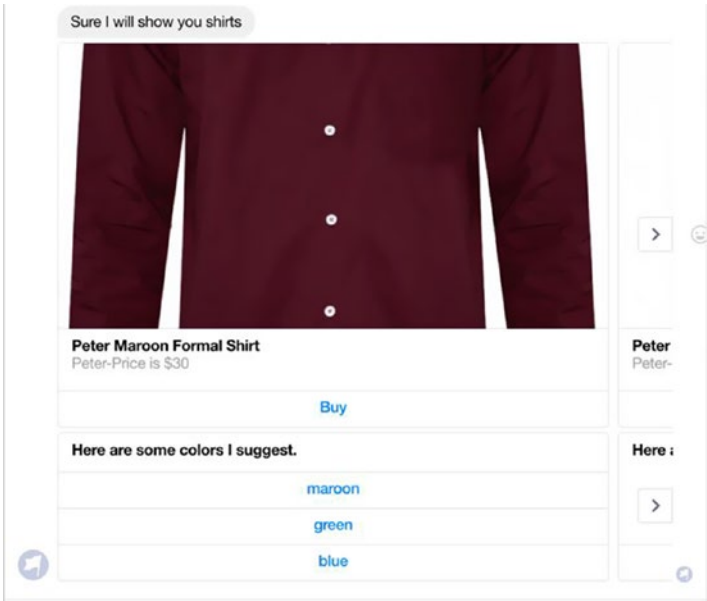 Sure I will show you shirts
Peter Maroon Formal Shirt
Peter-Price is $30
Buy
Peter
Peter-
Here are some colors I suggest.
maroon
green
blue
Here